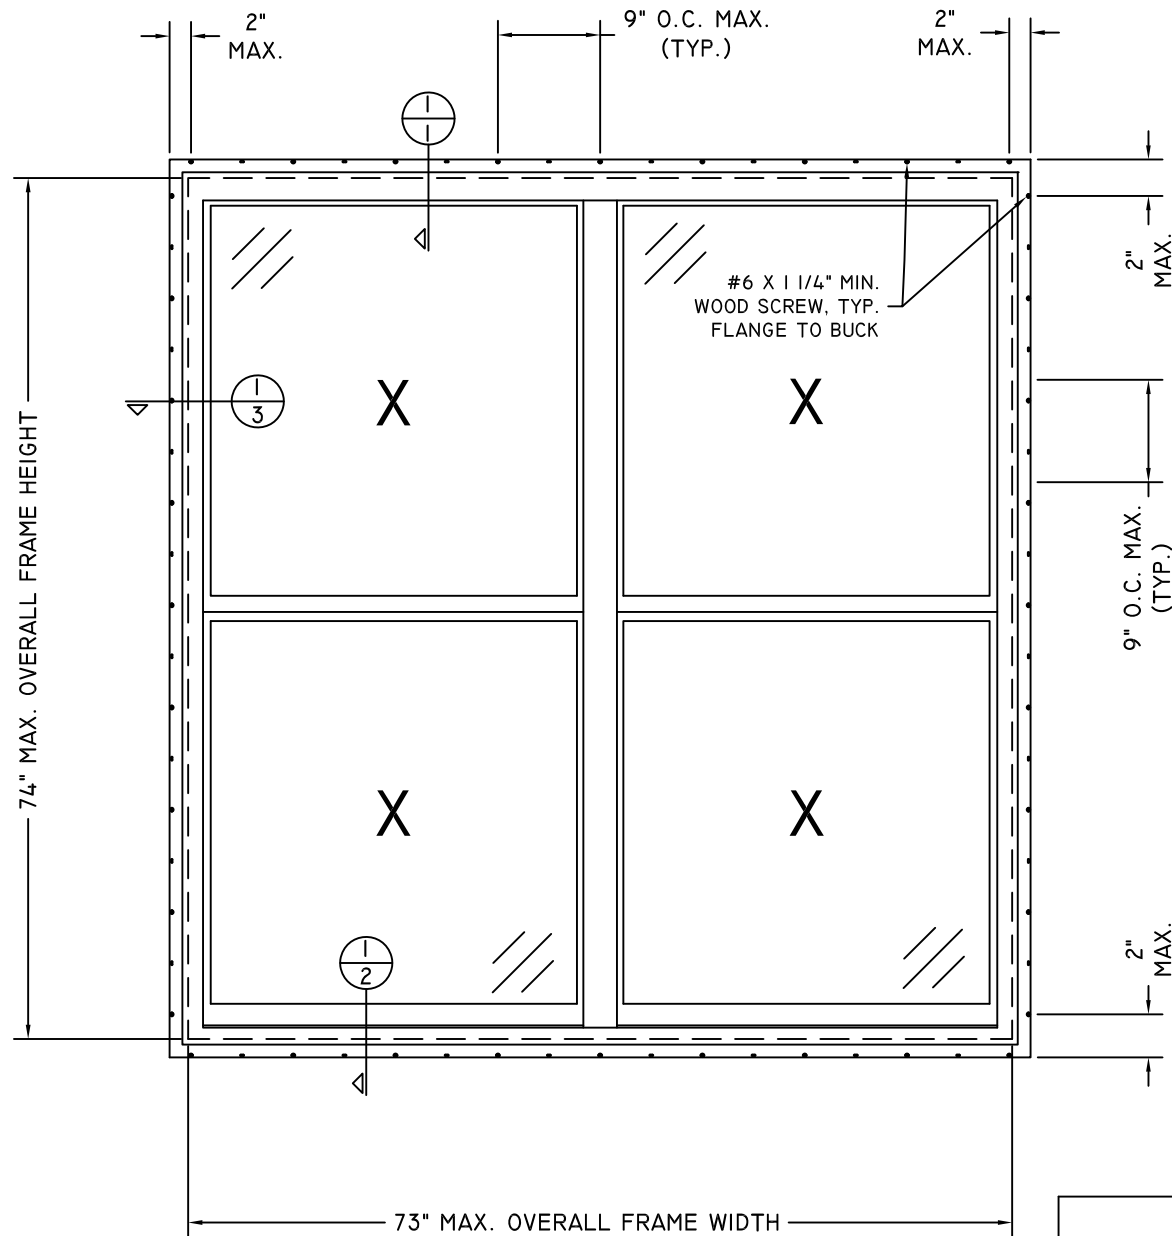 2"
MAX.
9" O.C. MAX.
(TYP.)
2"
MAX.
1
1
2"
MAX.
#6 X 1 1/4" MIN.
WOOD SCREW, TYP.
FLANGE TO BUCK
1
3
X
X
74" MAX. OVERALL FRAME HEIGHT
9" O.C. MAX.
(TYP.)
X
X
1
2
2"
MAX.
73" MAX. OVERALL FRAME WIDTH